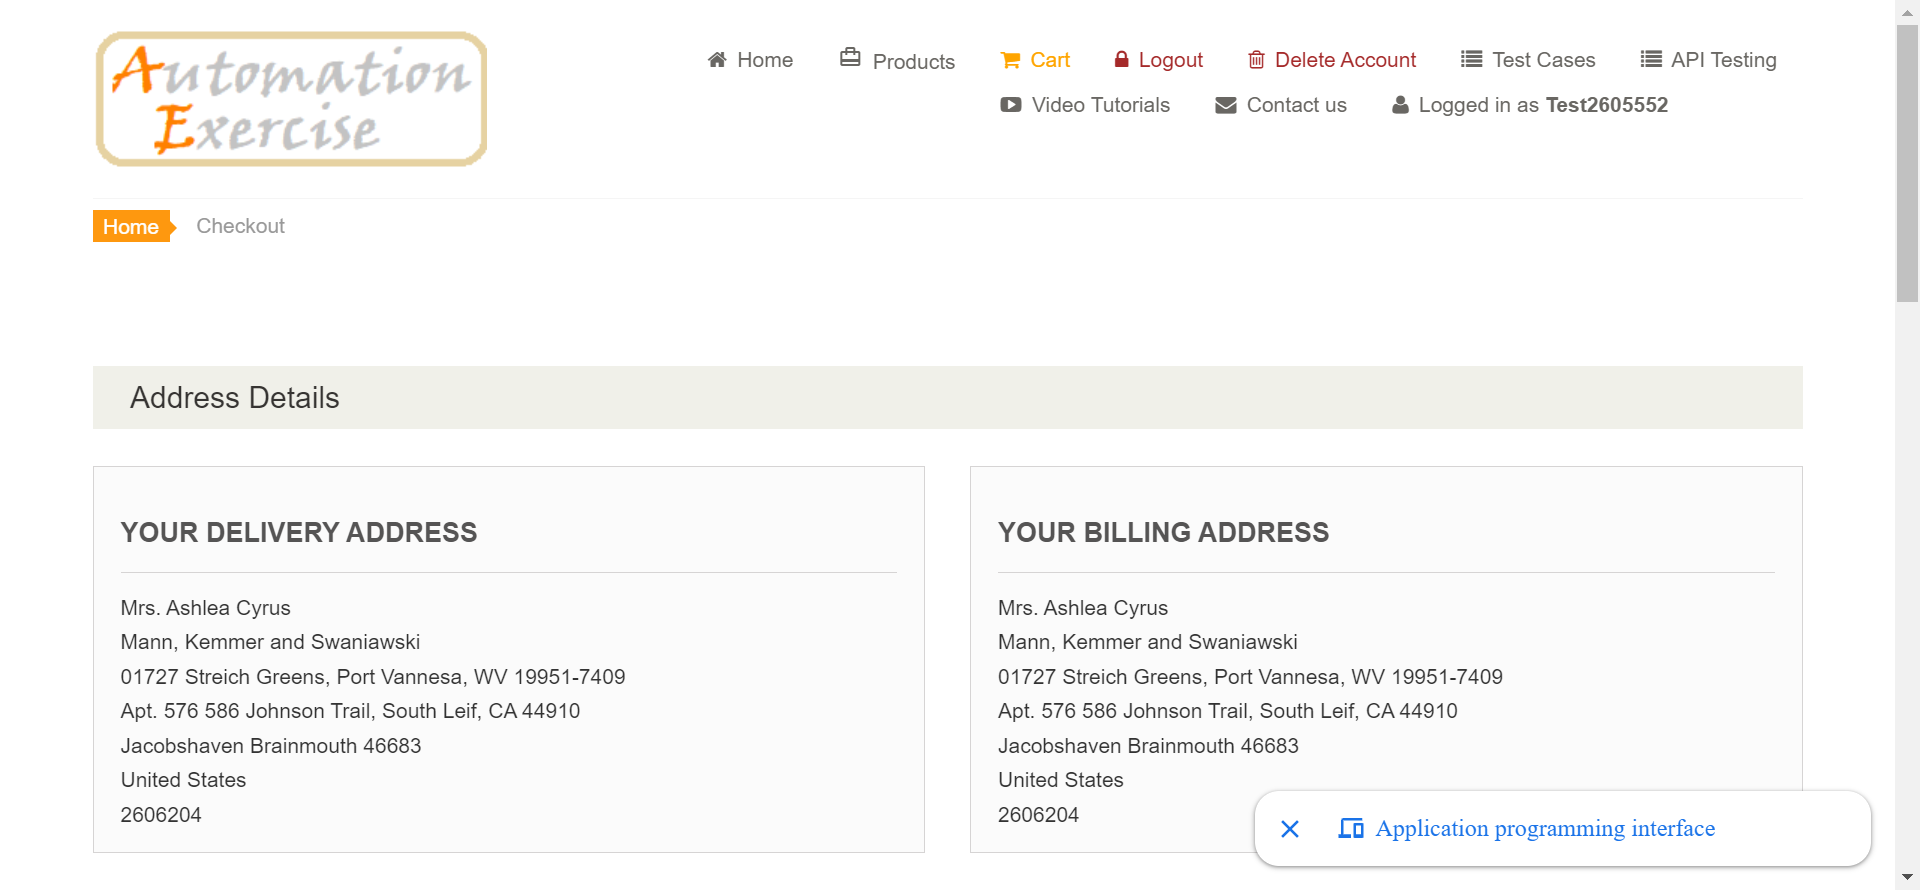 Automation
Exercise
Home
Products
Cart
Logout
Delete Account
Test Cases
API Testing
Video Tutorials
Contact us
Logged in as Test2605552
Home
Checkout
Address Details
YOUR DELIVERY ADDRESS
Mrs. Ashlea Cyrus
Mann, Kemmer and Swaniawski
01727 Streich Greens, Port Vannesa, WV 19951-7409
Apt. 576 586 Johnson Trail, South Leif, CA 44910
Jacobshaven Brainmouth 46683
United States
2606204
YOUR BILLING ADDRESS
Mrs. Ashlea Cyrus
Mann, Kemmer and Swaniawski
01727 Streich Greens, Port Vannesa, WV 19951-7409
Apt. 576 586 Johnson Trail, South Leif, CA 44910
Jacobshaven Brainmouth 46683
United States
2606204
Application programming interface